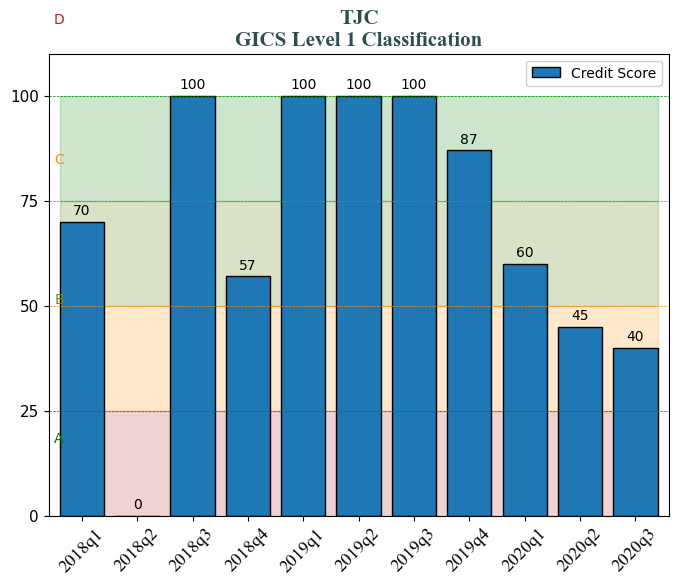 D
TJC
GICS Level 1 Classification
Credit Score
100
75
50
25
0
C
B
A
70
0
100
57
100
100
100
87
60
45
40
2018q1
2018q2
2018q3
2018q4
2019q1
2019q2
2019q3
2019q4
2020q1
2020q2
2020q3